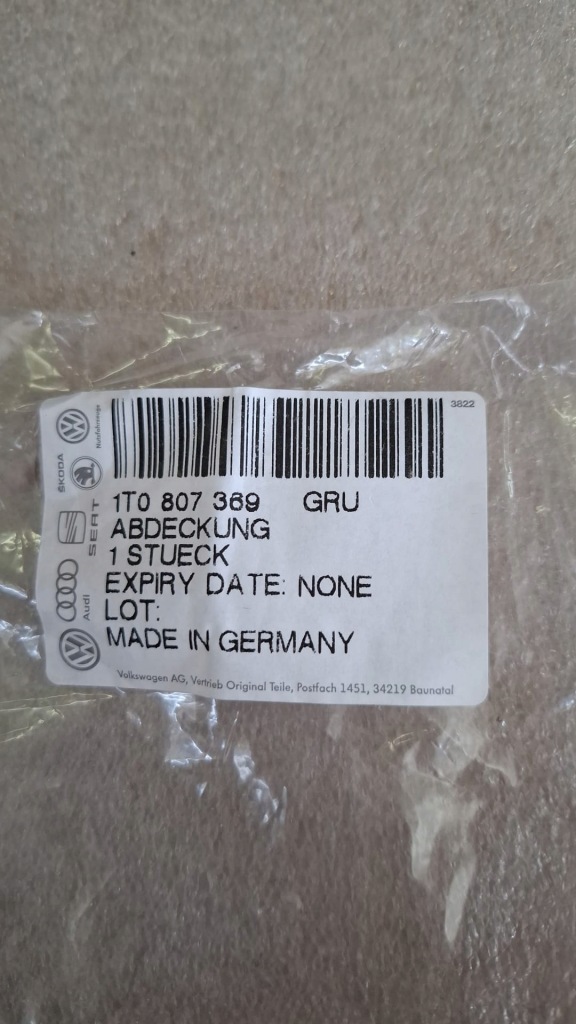 3822
Nutzfahrzeuge
ŠKODA
SEAT
Audi
1T0 807 369 GRU
ABDECKUNG
1 STUECK
EXPIRY DATE: NONE
LOT:
MADE IN GERMANY
Volkswagen AG, Vertrieb Original Teile, Postfach 1451, 34219 Baunatal